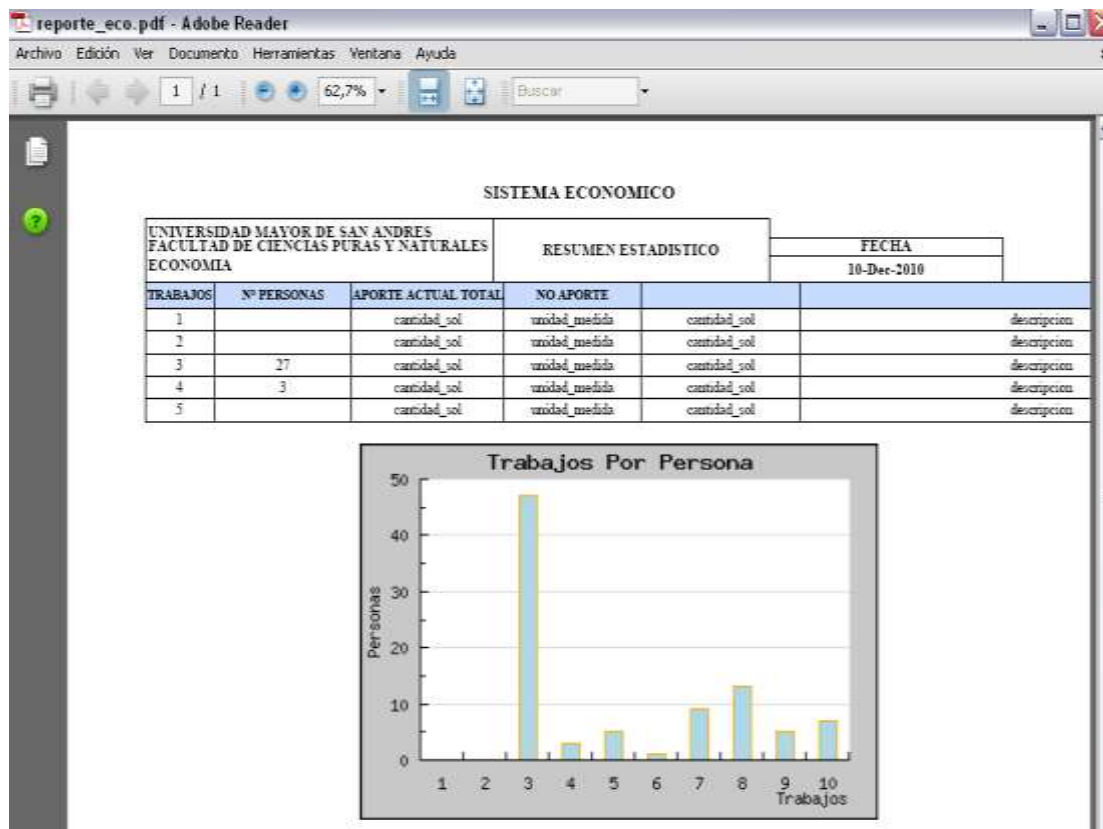 reporte_eco.pdf - Adobe Reader
Archivo Edición Ver Documento Herramientas Ventana Ayuda
1 / 1 62,7% Buscar
SISTEMA ECONOMICO
UNIVERSIDAD MAYOR DE SAN ANDRES
FACULTAD DE CIENCIAS PURAS Y NATURALES
ECONOMIA
RESUMEN ESTADISTICO
FECHA
10-Dec-2010
TRABAJOS Nº PERSONAS APORTE ACTUAL TOTAL NO APORTE
1 cantidad_sol unidad_medida cantidad_sol descripcion
2 cantidad_sol unidad_medida cantidad_sol descripcion
3 27 cantidad_sol unidad_medida cantidad_sol descripcion
4 3 cantidad_sol unidad_medida cantidad_sol descripcion
5 cantidad_sol unidad_medida cantidad_sol descripcion
Trabajos Por Persona
50
40
30
20
10
0
Personas
1 2 3 4 5 6 7 8 9 10
Trabajos